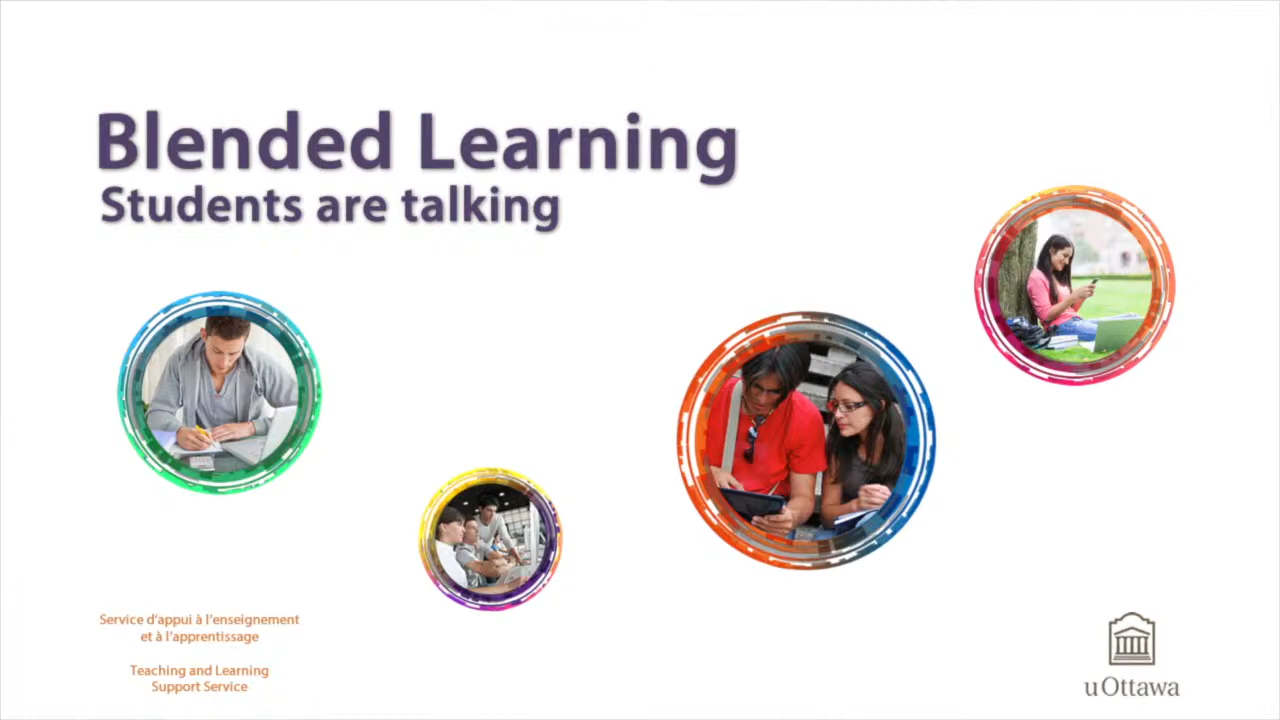 Blended Learning
Students are talking
Service d'appui à l'enseignement
et à l'apprentissage
Teaching and Learning
Support Service
uOttawa